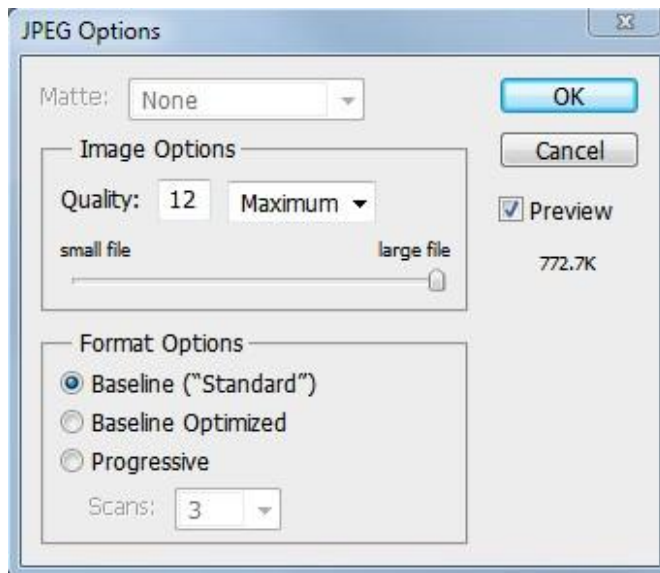 JPEG Options
Matte: None
OK
Image Options
Cancel
Quality: 12 Maximum
Preview
small file large file
772.7K
Format Options
Baseline (“Standard”)
Baseline Optimized
Progressive
Scans: 3